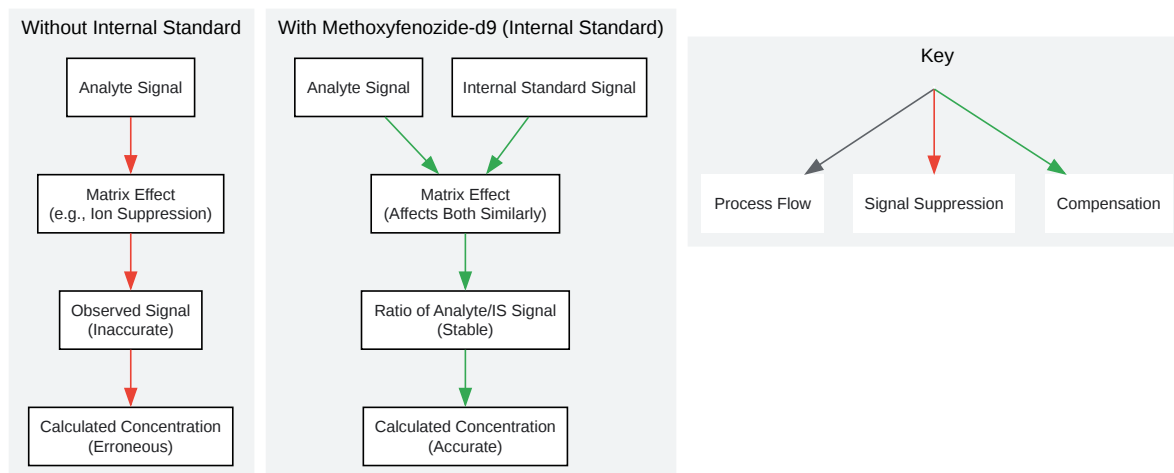 Without Internal Standard
Analyte Signal
Matrix Effect
(e.g., Ion Suppression)
Observed Signal
(Inaccurate)
Calculated Concentration
(Erroneous)
With Methoxyfenozide-d9 (Internal Standard)
Analyte Signal
Internal Standard Signal
Matrix Effect
(Affects Both Similarly)
Ratio of Analyte/IS Signal
(Stable)
Calculated Concentration
(Accurate)
Key
Process Flow
Signal Suppression
Compensation